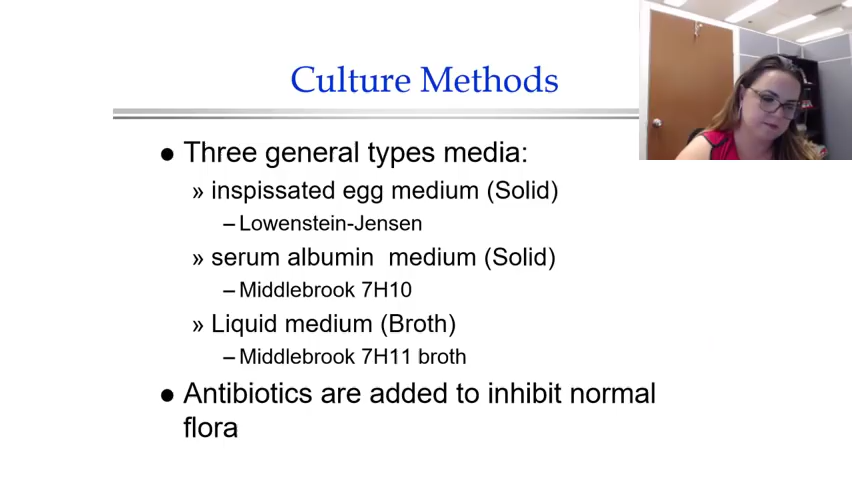 Culture Methods
● Three general types media:
» inspissated egg medium (Solid)
– Lowenstein-Jensen
» serum albumin medium (Solid)
– Middlebrook 7H10
» Liquid medium (Broth)
– Middlebrook 7H11 broth
● Antibiotics are added to inhibit normal
flora